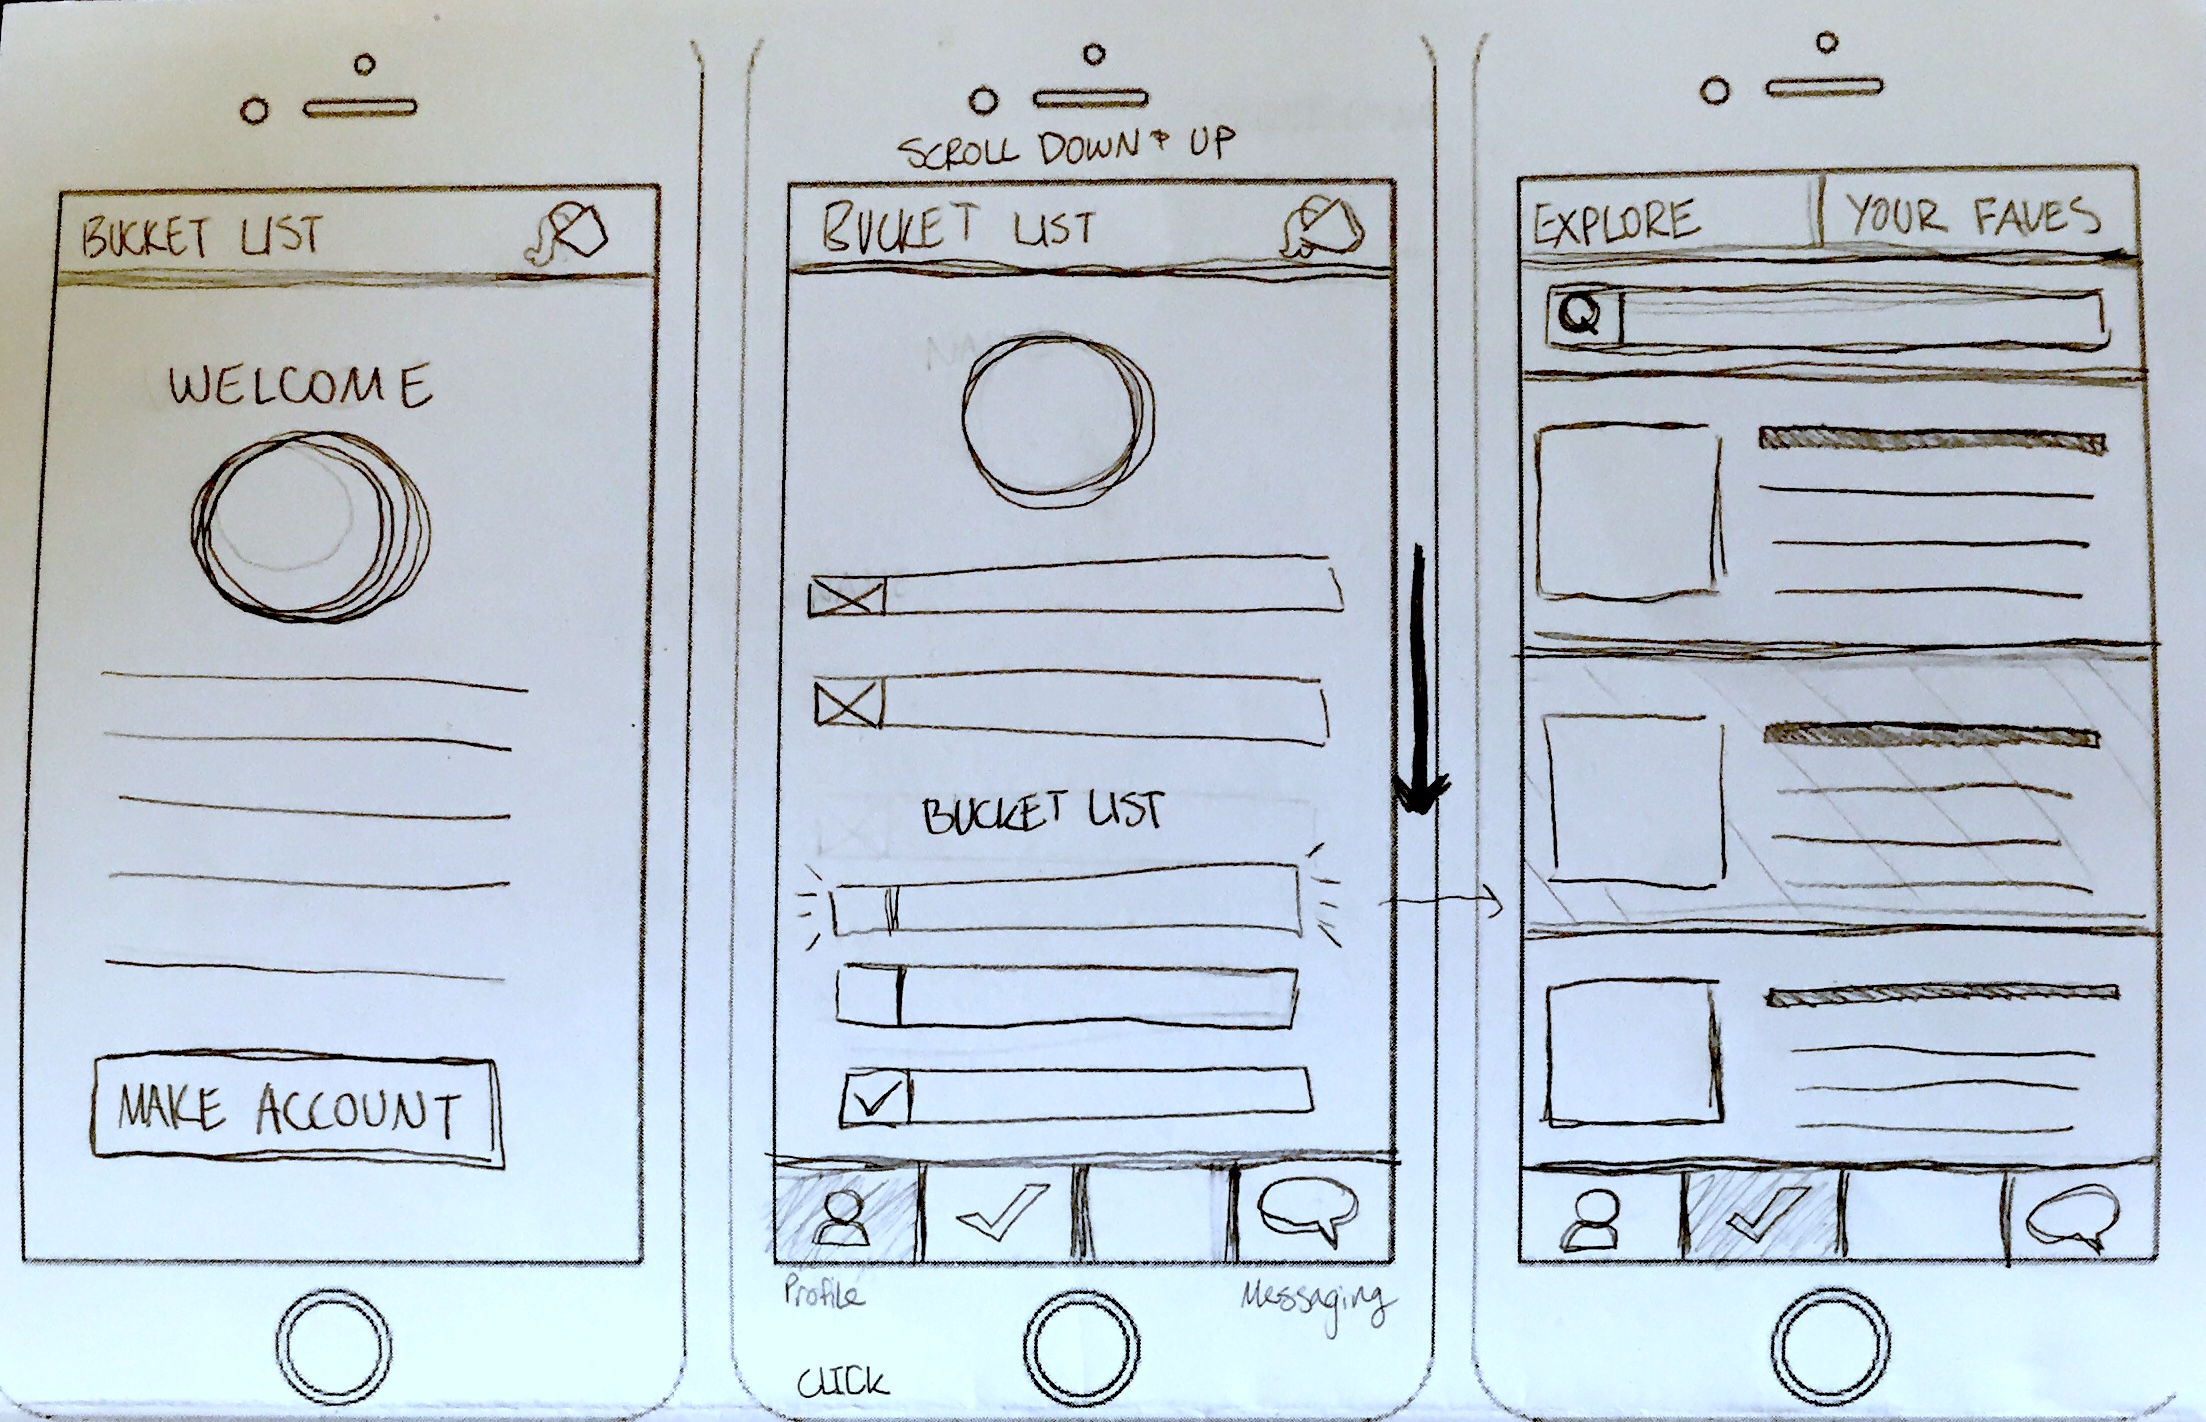 BUCKET LIST
WELCOME
MAKE ACCOUNT
SCROLL DOWN & UP
BUCKET LIST
BUCKET LIST
Profile
Messaging
CLICK
EXPLORE
YOUR FAVES